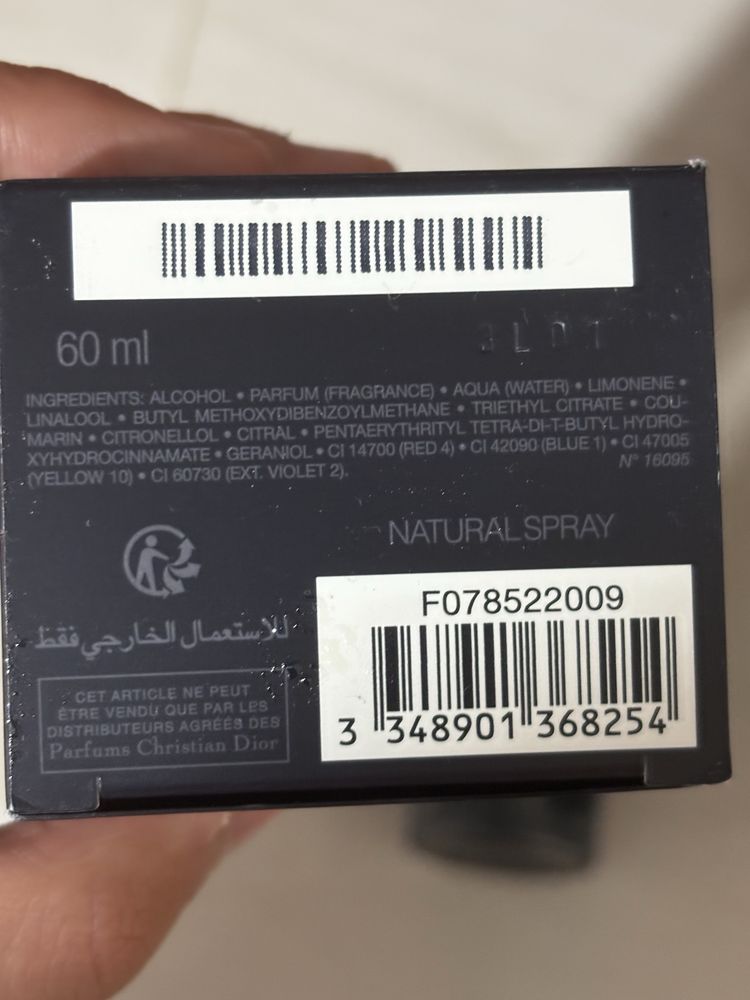 60 ml
INGREDIENTS: ALCOHOL • PARFUM (FRAGRANCE) • AQUA (WATER) • LIMONENE •
LINALOOL • BUTYL METHOXYDIBENZOYLMETHANE • TRIETHYL CITRATE • COU-
MARIN • CITRONELLOL • CITRAL • PENTAERYTHRITYL TETRA-DI-T-BUTYL HYDRO-
XYHYDROCINNAMATE • GERANIOL • CI 14700 (RED 4) • CI 42090 (BLUE 1) • CI 47005
(YELLOW 10) • CI 60730 (EXT. VIOLET 2).
N° 16095
NATURAL SPRAY
للاستعمال الخارجي فقط
CET ARTICLE NE PEUT
ÊTRE VENDU QUE PAR LES
DISTRIBUTEURS AGRÉÉS DES
Parfums Christian Dior
F078522009
3 348901 368254